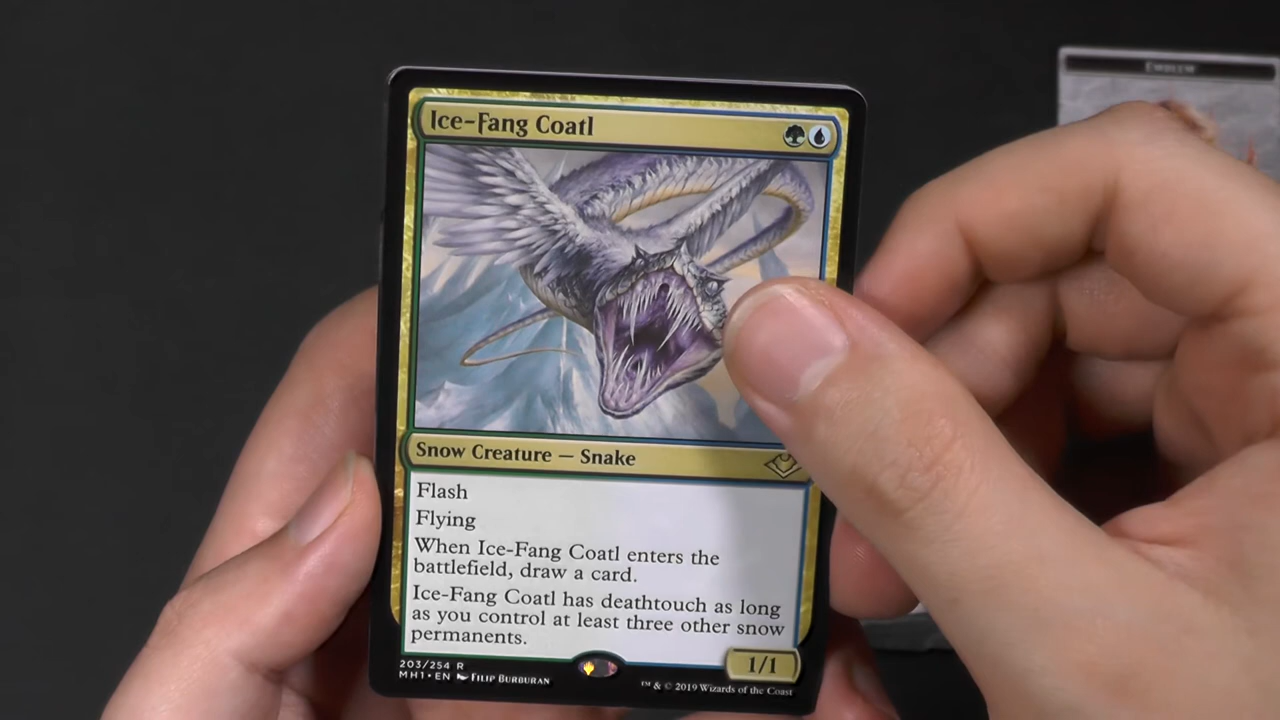 Emblem
Ice-Fang Coatl
Snow Creature — Snake
Flash
Flying
When Ice-Fang Coatl enters the
battlefield, draw a card.
Ice-Fang Coatl has deathtouch as long
as you control at least three other snow
permanents.
1/1
203/254 R
MH1 • EN Filip Burburan
™ & © 2019 Wizards of the Coast